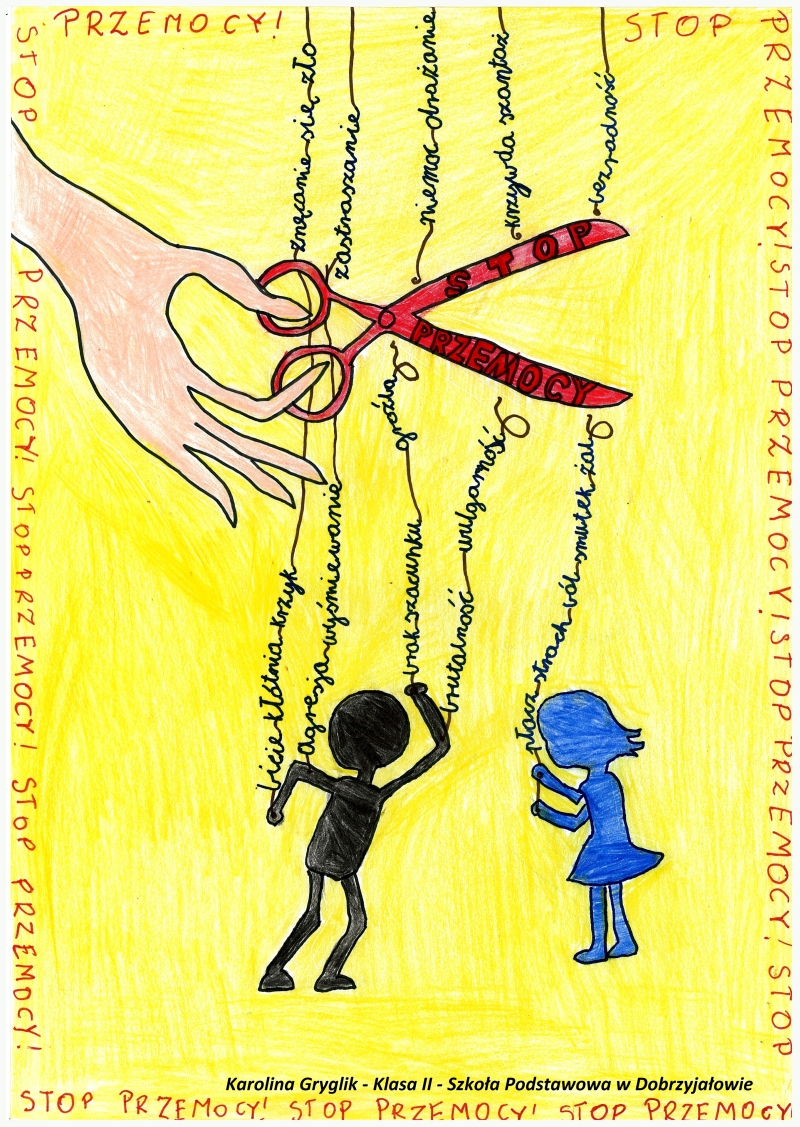 PRZEMOCY!
STOP
STOP
PRZEMOCY! STOP PRZEMOCY! STOP PRZEMOCY!
PRZEMOCY! STOP PRZEMOCY! STOP PRZEMOCY! STOP
znęcanie się zło
zastraszanie
niemoc obrażanie
krzywda szantaż
bezradność
STOP
PRZEMOCY
groźba
wulgarność
bicie kłótnia krzyk
Agresja wyśmiewanie
brak szacunku
brutalność
płacz strach ból smutek żal
Karolina Gryglik - Klasa II - Szkoła Podstawowa w Dobrzyjałowie
STOP PRZEMOCY! STOP PRZEMOCY! STOP PRZEMOCY